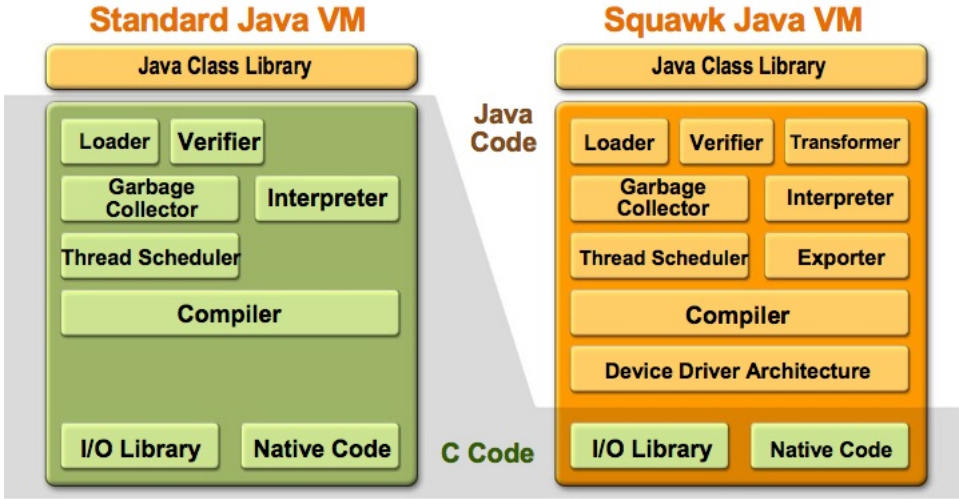 Standard Java VM
Java Class Library
Loader
Verifier
Garbage
Collector
Interpreter
Thread Scheduler
Compiler
I/O Library
Native Code
Java
Code
C Code
Squawk Java VM
Java Class Library
Loader
Verifier
Transformer
Garbage
Collector
Interpreter
Thread Scheduler
Exporter
Compiler
Device Driver Architecture
I/O Library
Native Code